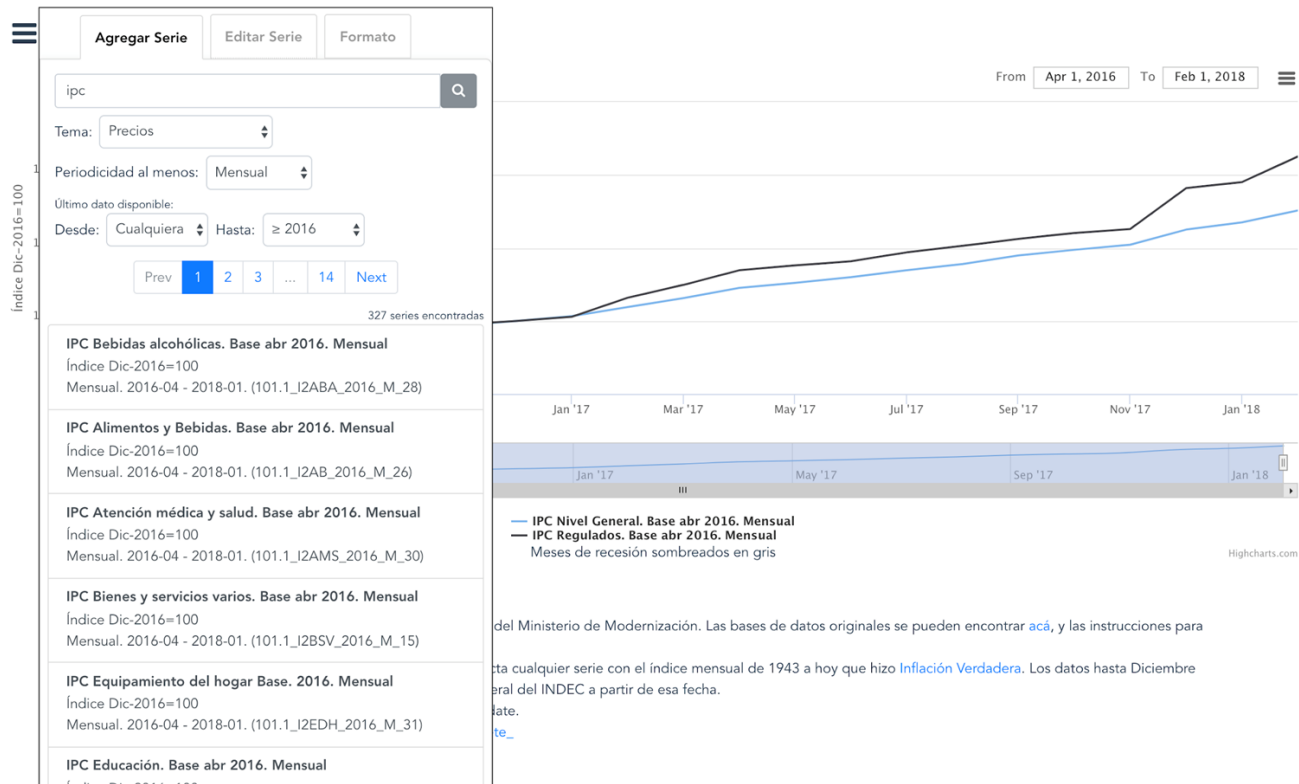 Agregar Serie
Editar Serie
Formato
ipc
Tema: Precios
Periodicidad al menos: Mensual
Último dato disponible:
Desde: Cualquiera Hasta: ≥ 2016
Prev 1 2 3 ... 14 Next
327 series encontradas
IPC Bebidas alcohólicas. Base abr 2016. Mensual
Índice Dic-2016=100
Mensual. 2016-04 - 2018-01. (101.1_I2ABA_2016_M_28)
IPC Alimentos y Bebidas. Base abr 2016. Mensual
Índice Dic-2016=100
Mensual. 2016-04 - 2018-01. (101.1_I2AB_2016_M_26)
IPC Atención médica y salud. Base abr 2016. Mensual
Índice Dic-2016=100
Mensual. 2016-04 - 2018-01. (101.1_I2AMS_2016_M_30)
IPC Bienes y servicios varios. Base abr 2016. Mensual
Índice Dic-2016=100
Mensual. 2016-04 - 2018-01. (101.1_I2BSV_2016_M_15)
IPC Equipamiento del hogar Base. 2016. Mensual
Índice Dic-2016=100
Mensual. 2016-04 - 2018-01. (101.1_I2EDH_2016_M_31)
IPC Educación. Base abr 2016. Mensual
Índice Dic-2016=100
From Apr 1, 2016 To Feb 1, 2018
1
1
1
Jan '17 Mar '17 May '17 Jul '17 Sep '17 Nov '17 Jan '18
Jan '17 May '17 Sep '17 Jan '18
IPC Nivel General. Base abr 2016. Mensual
IPC Regulados. Base abr 2016. Mensual
Meses de recesión sombreados en gris
Highcharts.com
del Ministerio de Modernización. Las bases de datos originales se pueden encontrar acá, y las instrucciones para
cta cualquier serie con el índice mensual de 1943 a hoy que hizo Inflación Verdadera. Los datos hasta Diciembre
eral del INDEC a partir de esa fecha.
date.
te_